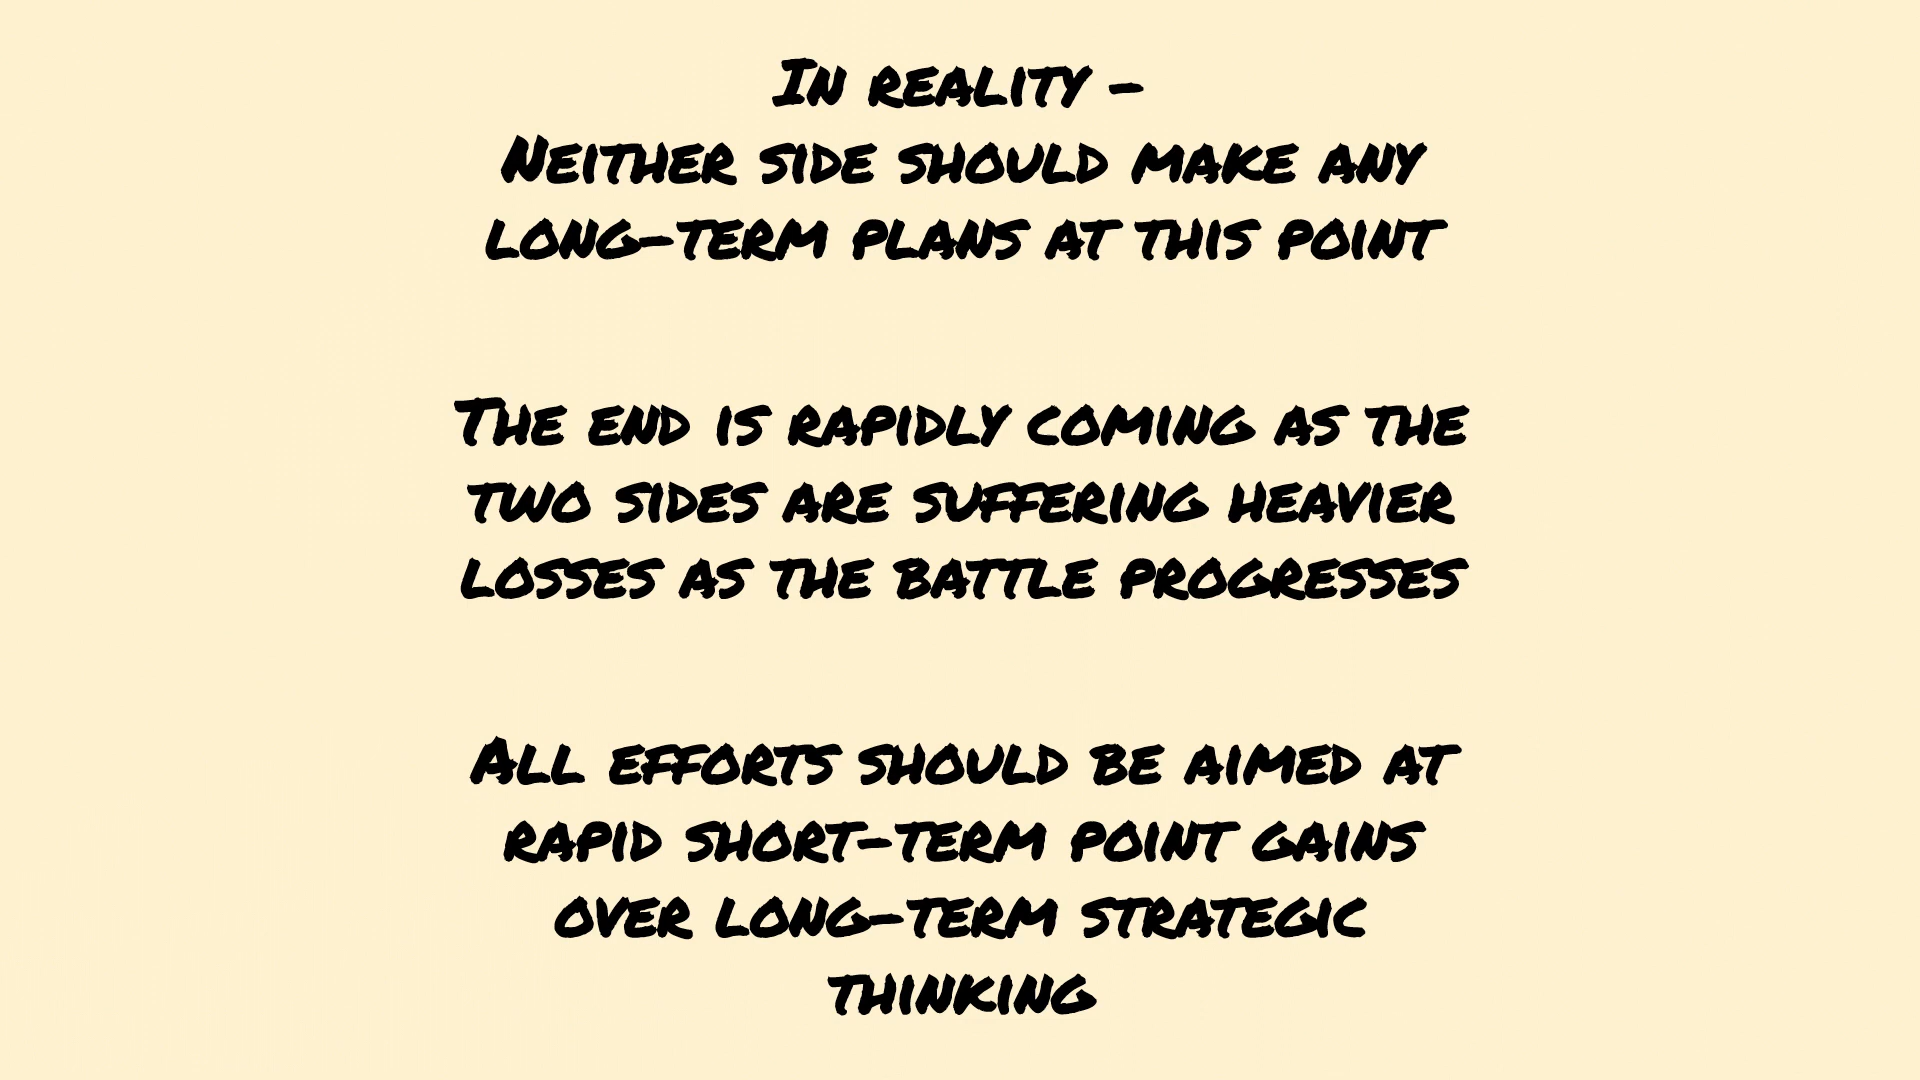 In reality -
Neither side should make any
long-term plans at this point
The end is rapidly coming as the
two sides are suffering heavier
losses as the battle progresses
All efforts should be aimed at
rapid short-term point gains
over long-term strategic
thinking